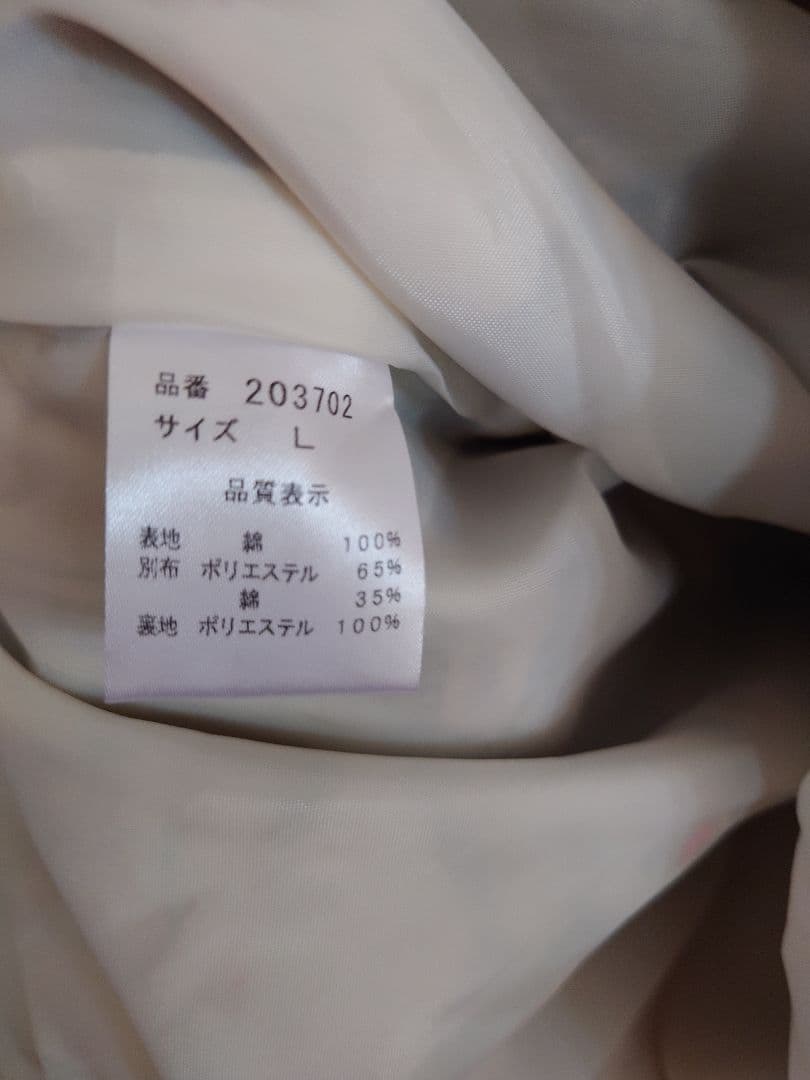 品番 203702
サイズ L
品質表示
表地 綿 100%
別布 ポリエステル 65%
綿 35%
裏地 ポリエステル 100%